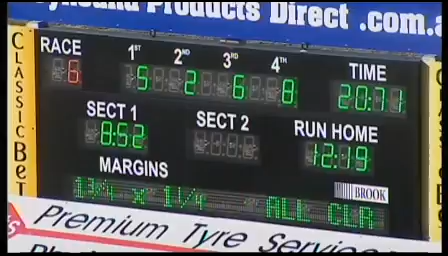 Products Direct .com.a
CLASSIC BET
RACE 1ST 2ND 3RD 4TH TIME
6 5 2 6 8 20:71
SECT 1 SECT 2 RUN HOME
8:52 12:19
MARGINS
BROOK
1¾ x 1¼ ALL CLR
Premium Tyre Service